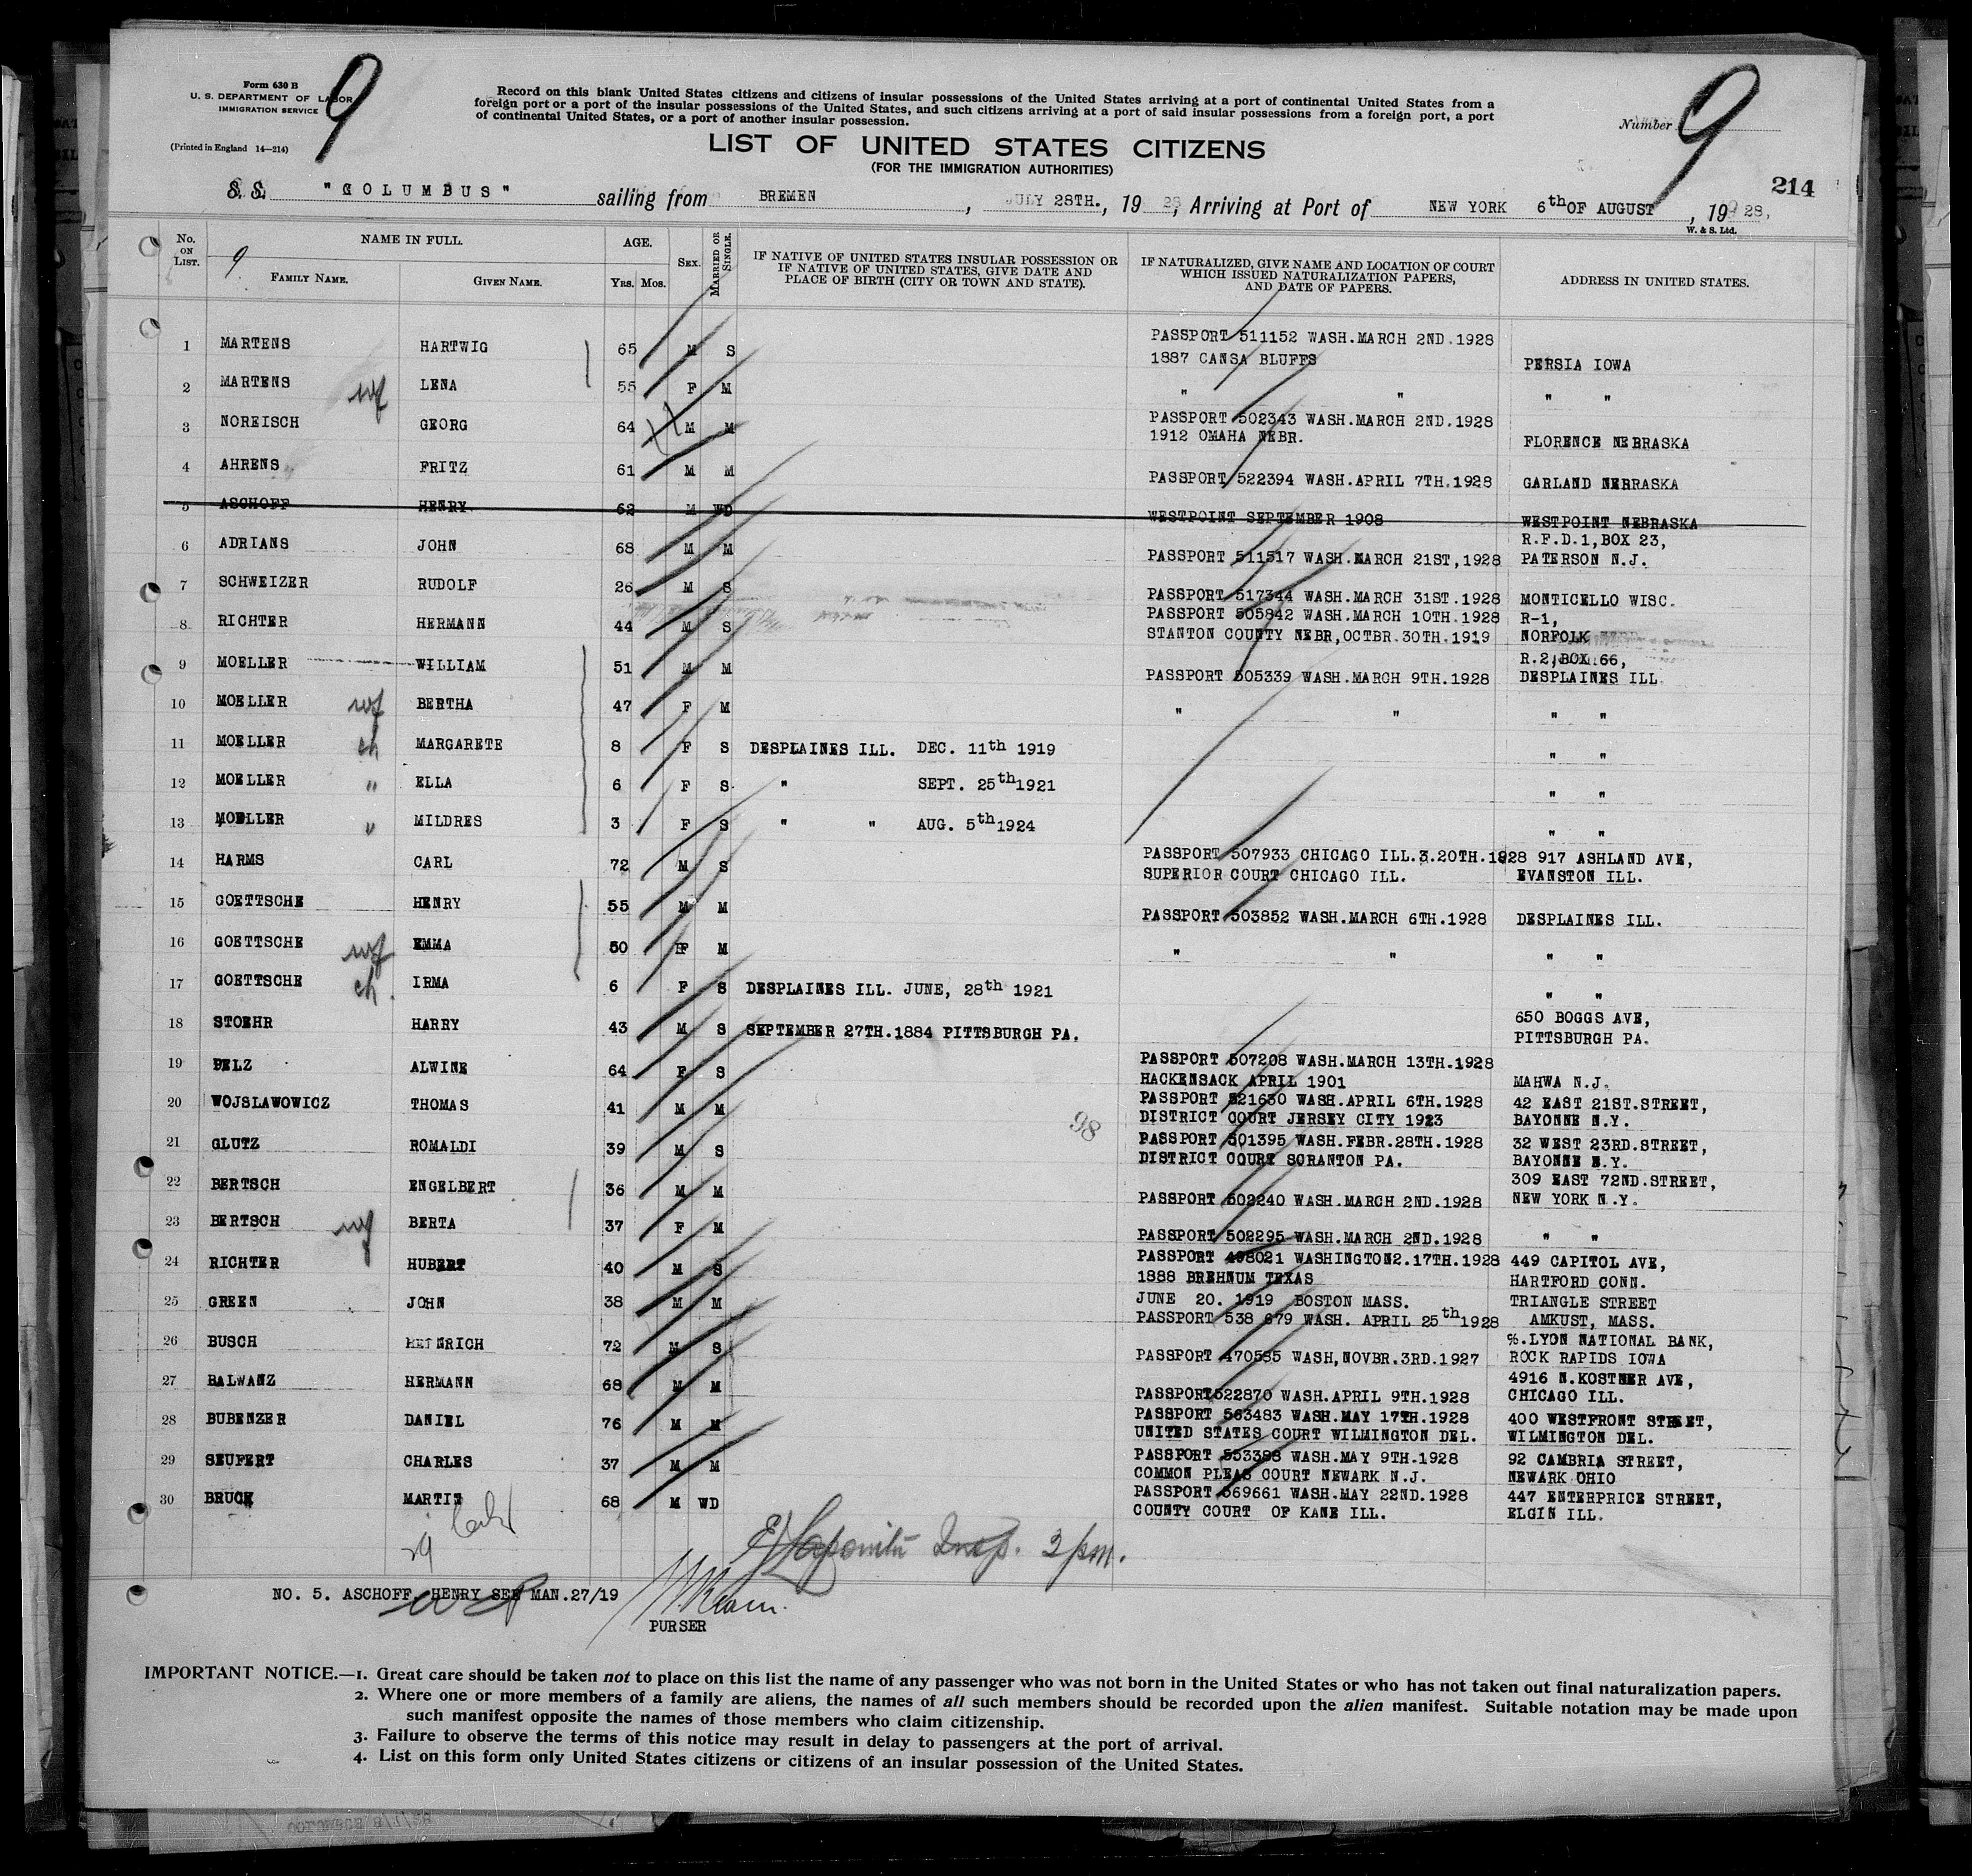 Form 630 B
U. S. DEPARTMENT OF LABOR
IMMIGRATION SERVICE
(Printed in England 14—214)
9
Record on this blank United States citizens and citizens of insular possessions of the United States arriving at a port of continental United States from a
foreign port or a port of the insular possessions of the United States, and such citizens arriving at a port of said insular possessions from a foreign port, a port
of continental United States, or a port of another insular possession.
Number 9
LIST OF UNITED STATES CITIZENS
(FOR THE IMMIGRATION AUTHORITIES)
214
S.S. "COLUMBUS" sailing from BREMEN, JULY 28TH., 1928, Arriving at Port of NEW YORK 6th OF AUGUST, 1928,
W. & S. Ltd.
No. ON LIST. NAME IN FULL. AGE. SEX. MARRIED OR SINGLE. IF NATIVE OF UNITED STATES INSULAR POSSESSION OR IF NATIVE OF UNITED STATES, GIVE DATE AND PLACE OF BIRTH (CITY OR TOWN AND STATE). IF NATURALIZED, GIVE NAME AND LOCATION OF COURT WHICH ISSUED NATURALIZATION PAPERS, AND DATE OF PAPERS. ADDRESS IN UNITED STATES.
9 FAMILY NAME. GIVEN NAME. YRS. MOS.
1 MARTENS HARTWIG 65 M S PASSPORT 511152 WASH.MARCH 2ND.1928
1887 CANSA BLUFFS PERSIA IOWA
2 MARTENS wf LENA 55 F M " " " "
3 NOREISCH GEORG 64 M M PASSPORT 502343 WASH.MARCH 2ND.1928
1912 OMAHA NEBR. FLORENCE NEBRASKA
4 AHRENS FRITZ 61 M M PASSPORT 522394 WASH.APRIL 7TH.1928 GARLAND NEBRASKA
5 ASCHOFF HENRY 62 M WD WESTPOINT SEPTEMBER 1908 WESTPOINT NEBRASKA
6 ADRIANS JOHN 68 M M PASSPORT 511517 WASH.MARCH 21ST,1928 R.F.D.1,BOX 23,
PATERSON N.J.
7 SCHWEIZER RUDOLF 26 M S PASSPORT 517344 WASH.MARCH 31ST.1928 MONTICELLO WISC.
8 RICHTER HERMANN 44 M S PASSPORT 505842 WASH.MARCH 10TH.1928 R-1,
STANTON COUNTY NEBR,OCTBR.30TH.1919 NORFOLK
9 MOELLER WILLIAM 51 M M PASSPORT 505339 WASH.MARCH 9TH.1928 R.2,BOX.66,
DESPLAINES ILL
10 MOELLER wf BERTHA 47 F M " " " "
11 MOELLER ch MARGARETE 8 F S DESPLAINES ILL. DEC. 11th 1919 " "
12 MOELLER " ELLA 6 F S " SEPT. 25th 1921 " "
13 MOELLER " MILDRES 3 F S " " AUG. 5th 1924 " "
14 HARMS CARL 72 M S PASSPORT 507933 CHICAGO ILL.3.20TH.1928 917 ASHLAND AVE,
SUPERIOR COURT CHICAGO ILL. EVANSTON ILL.
15 GOETTSCHE HENRY 55 M M PASSPORT 503852 WASH.MARCH 6TH.1928 DESPLAINES ILL.
16 GOETTSCHE wf EMMA 50 F M " " " "
17 GOETTSCHE ch. IRMA 6 F S DESPLAINES ILL. JUNE, 28th 1921 " "
18 STOEHR HARRY 43 M S SEPTEMBER 27TH.1884 PITTSBURGH PA. 650 BOGGS AVE,
PITTSBURGH PA.
19 PELZ ALWINE 64 F S PASSPORT 507208 WASH.MARCH 13TH.1928
HACKENSACK APRIL 1901 MAHWA N.J.
20 WOJSLAWOWICZ THOMAS 41 M M PASSPORT 521630 WASH.APRIL 6TH.1928 42 EAST 21ST.STREET,
DISTRICT COURT JERSEY CITY 1923 BAYONNE N.Y.
98
21 GLUTZ ROMALDI 39 M S PASSPORT 501395 WASH.FEBR.28TH.1928 32 WEST 23RD.STREET,
DISTRICT COURT SCRANTON PA. BAYONNE N.Y.
22 BERTSCH ENGELBERT 36 M M PASSPORT 502240 WASH.MARCH 2ND.1928 309 EAST 72ND.STREET,
NEW YORK N.Y.
23 BERTSCH wf BERTA 37 F M PASSPORT 502295 WASH.MARCH 2ND.1928 " "
24 RICHTER HUBERT 40 M S PASSPORT 498021 WASHINGTON2.17TH.1928 449 CAPITOL AVE,
1888 BREHNUM TEXAS HARTFORD CONN.
25 GREEN JOHN 38 M M JUNE 20. 1919 BOSTON MASS. TRIANGLE STREET
PASSPORT 538 679 WASH. APRIL 25th 1928 AMKUST, MASS.
26 BUSCH HEINRICH 72 M S PASSPORT 470535 WASH,NOVBR.3RD.1927 %.LYON NATIONAL BANK,
ROCK RAPIDS IOWA
27 BALWANZ HERMANN 68 M M PASSPORT522870 WASH.APRIL 9TH.1928 4916 N.KOSTNER AVE,
CHICAGO ILL.
28 BUBENZER DANIEL 76 M M PASSPORT 563483 WASH.MAY 17TH.1928 400 WESTFRONT STREET,
UNITED STATES COURT WILMINGTON DEL. WILMINGTON DEL.
29 SEUFERT CHARLES 37 M M PASSPORT 553388 WASH.MAY 9TH.1928 92 CAMBRIA STREET,
COMMON PLEAS COURT NEWARK N.J. NEWARK OHIO
30 BRUCK MARTIN 68 M WD PASSPORT 569661 WASH.MAY 22ND.1928 447 ENTERPRICE STREET,
COUNTY COURT OF KANE ILL. ELGIN ILL.
29
Insp. 3 pm.
NO. 5. ASCHOFF, HENRY SEE MAN.27/19
PURSER
IMPORTANT NOTICE.—1. Great care should be taken not to place on this list the name of any passenger who was not born in the United States or who has not taken out final naturalization papers.
2. Where one or more members of a family are aliens, the names of all such members should be recorded upon the alien manifest. Suitable notation may be made upon
such manifest opposite the names of those members who claim citizenship.
3. Failure to observe the terms of this notice may result in delay to passengers at the port of arrival.
4. List on this form only United States citizens or citizens of an insular possession of the United States.